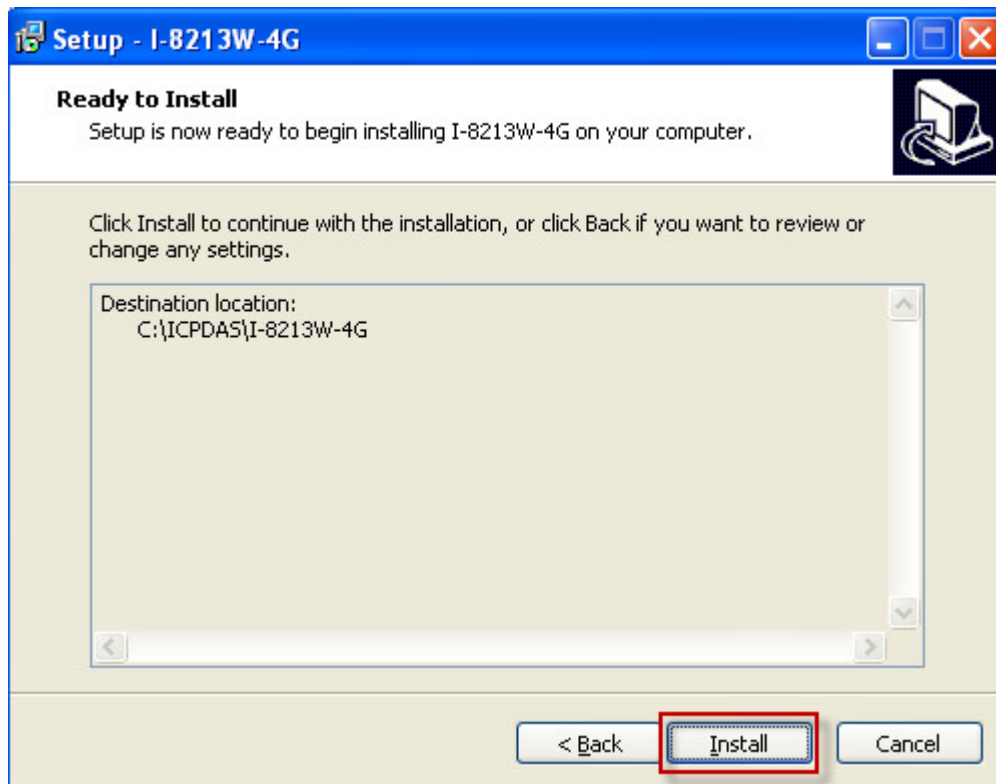 Setup - I-8213W-4G
Ready to Install
Setup is now ready to begin installing I-8213W-4G on your computer.
Click Install to continue with the installation, or click Back if you want to review or
change any settings.
Destination location:
C:\ICPDAS\I-8213W-4G
< Back
Install
Cancel